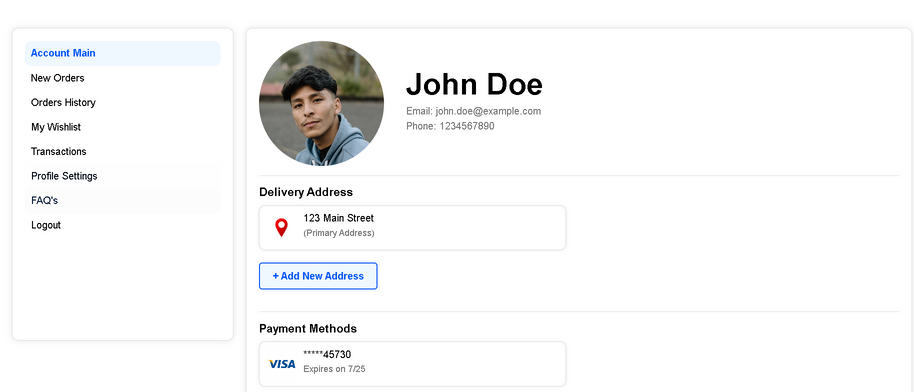 Account Main
New Orders
Orders History
My Wishlist
Transactions
Profile Settings
FAQ's
Logout
John Doe
Email: john.doe@example.com
Phone: 1234567890
Delivery Address
123 Main Street
(Primary Address)
+ Add New Address
Payment Methods
VISA
*****45730
Expires on 7/25